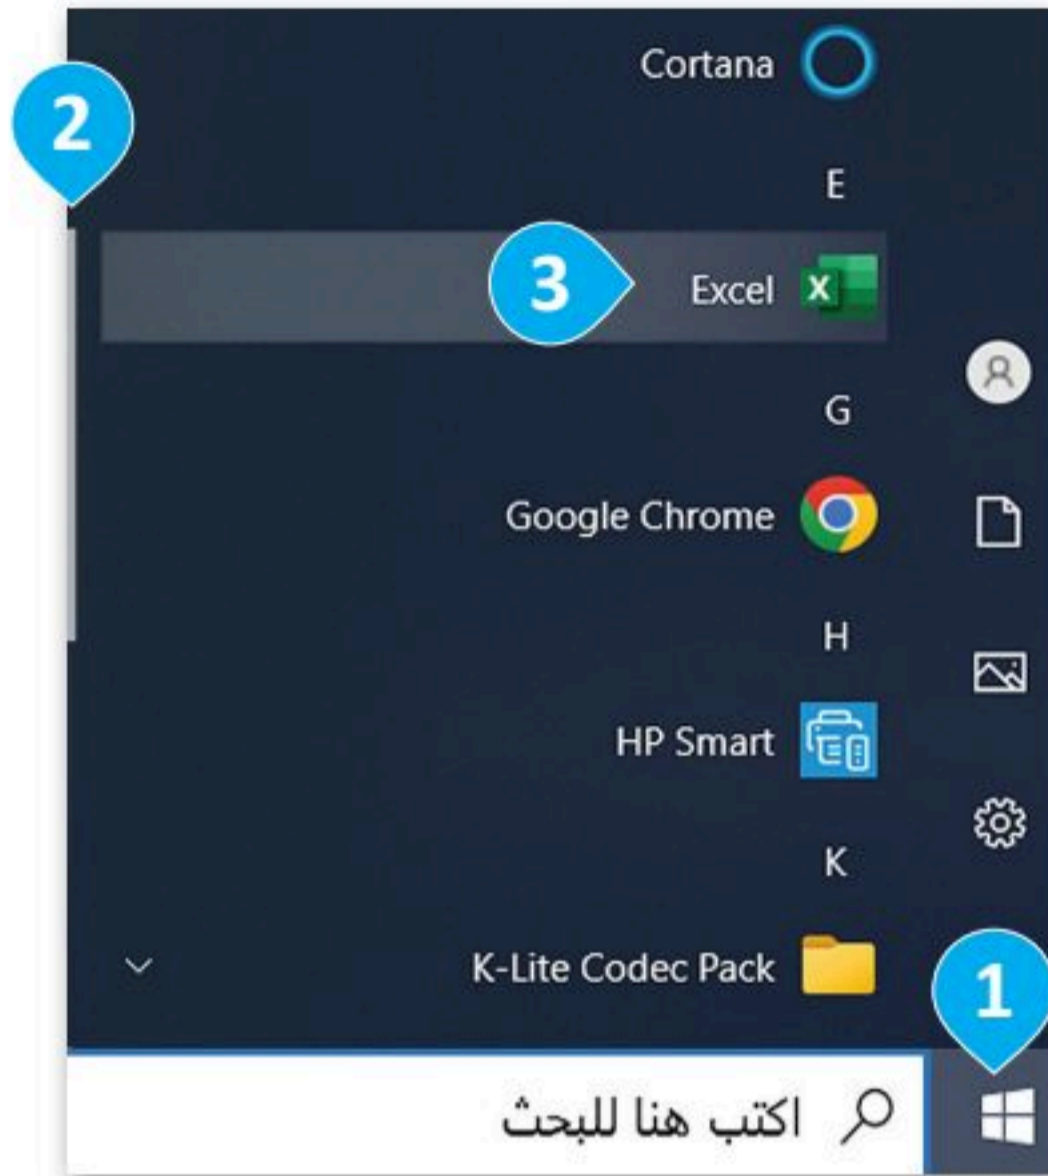 Cortana
2
E
3
Excel
G
Google Chrome
H
HP Smart
K
K-Lite Codec Pack
1
اكتب هنا للبحث